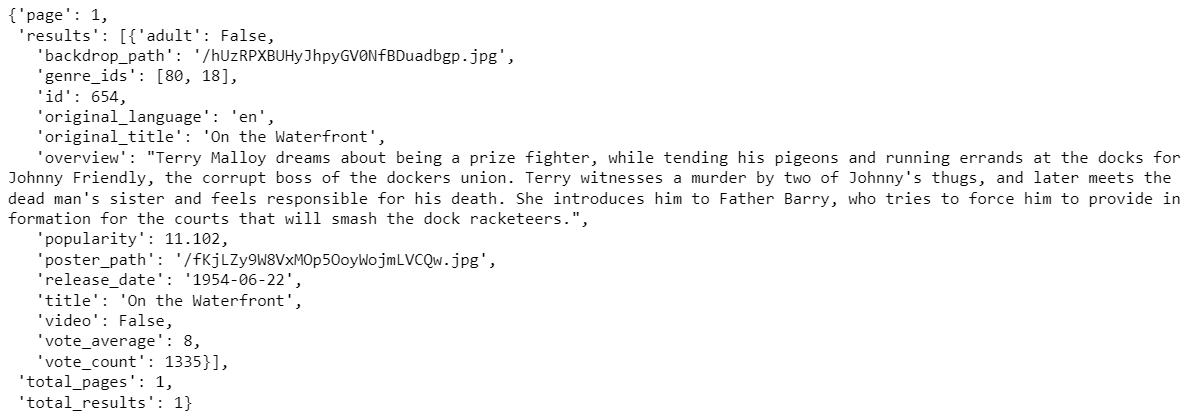 {'page': 1,
 'results': [{'adult': False,
   'backdrop_path': '/hUzRPXBUHyJhpyGV0NfBDuadbgp.jpg',
   'genre_ids': [80, 18],
   'id': 654,
   'original_language': 'en',
   'original_title': 'On the Waterfront',
   'overview': "Terry Malloy dreams about being a prize fighter, while tending his pigeons and running errands at the docks for
Johnny Friendly, the corrupt boss of the dockers union. Terry witnesses a murder by two of Johnny's thugs, and later meets the
dead man's sister and feels responsible for his death. She introduces him to Father Barry, who tries to force him to provide in
formation for the courts that will smash the dock racketeers.",
   'popularity': 11.102,
   'poster_path': '/fKjLZy9W8VxMOp5OoyWojmLVCQw.jpg',
   'release_date': '1954-06-22',
   'title': 'On the Waterfront',
   'video': False,
   'vote_average': 8,
   'vote_count': 1335}],
 'total_pages': 1,
 'total_results': 1}